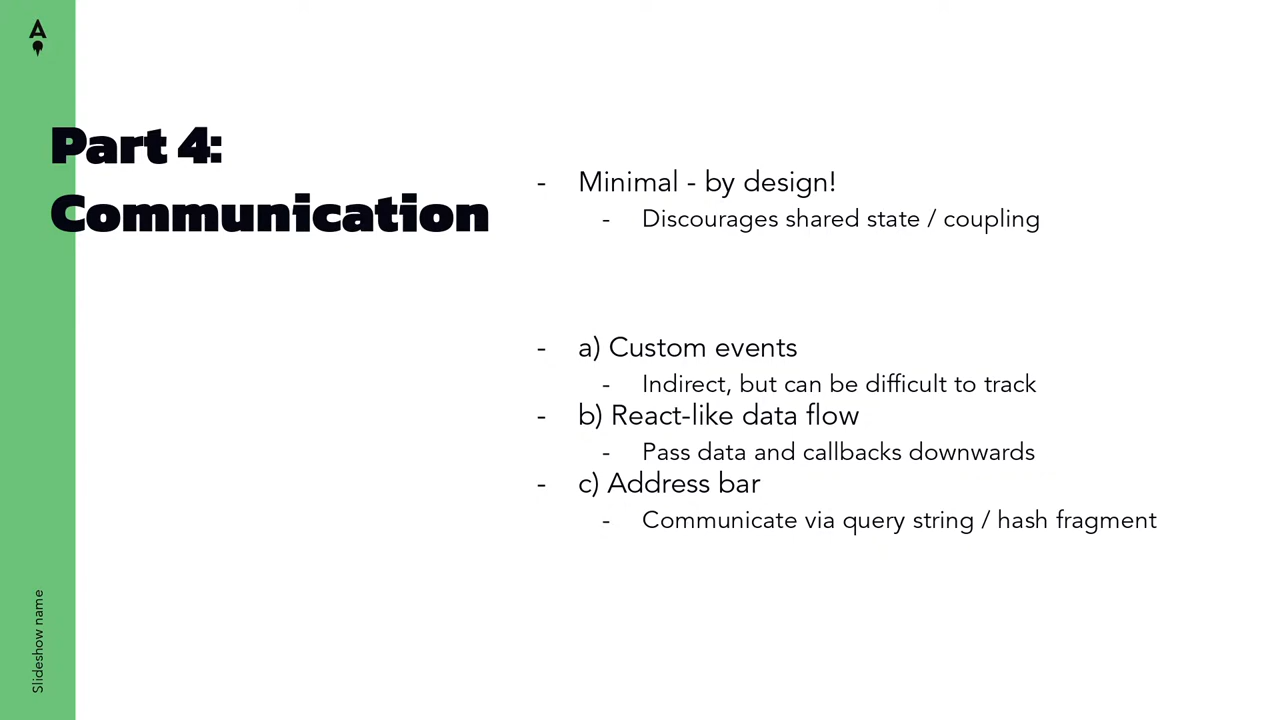 A
Part 4:
Communication
- Minimal - by design!
- Discourages shared state / coupling
- a) Custom events
- Indirect, but can be difficult to track
- b) React-like data flow
- Pass data and callbacks downwards
- c) Address bar
- Communicate via query string / hash fragment
Slideshow name